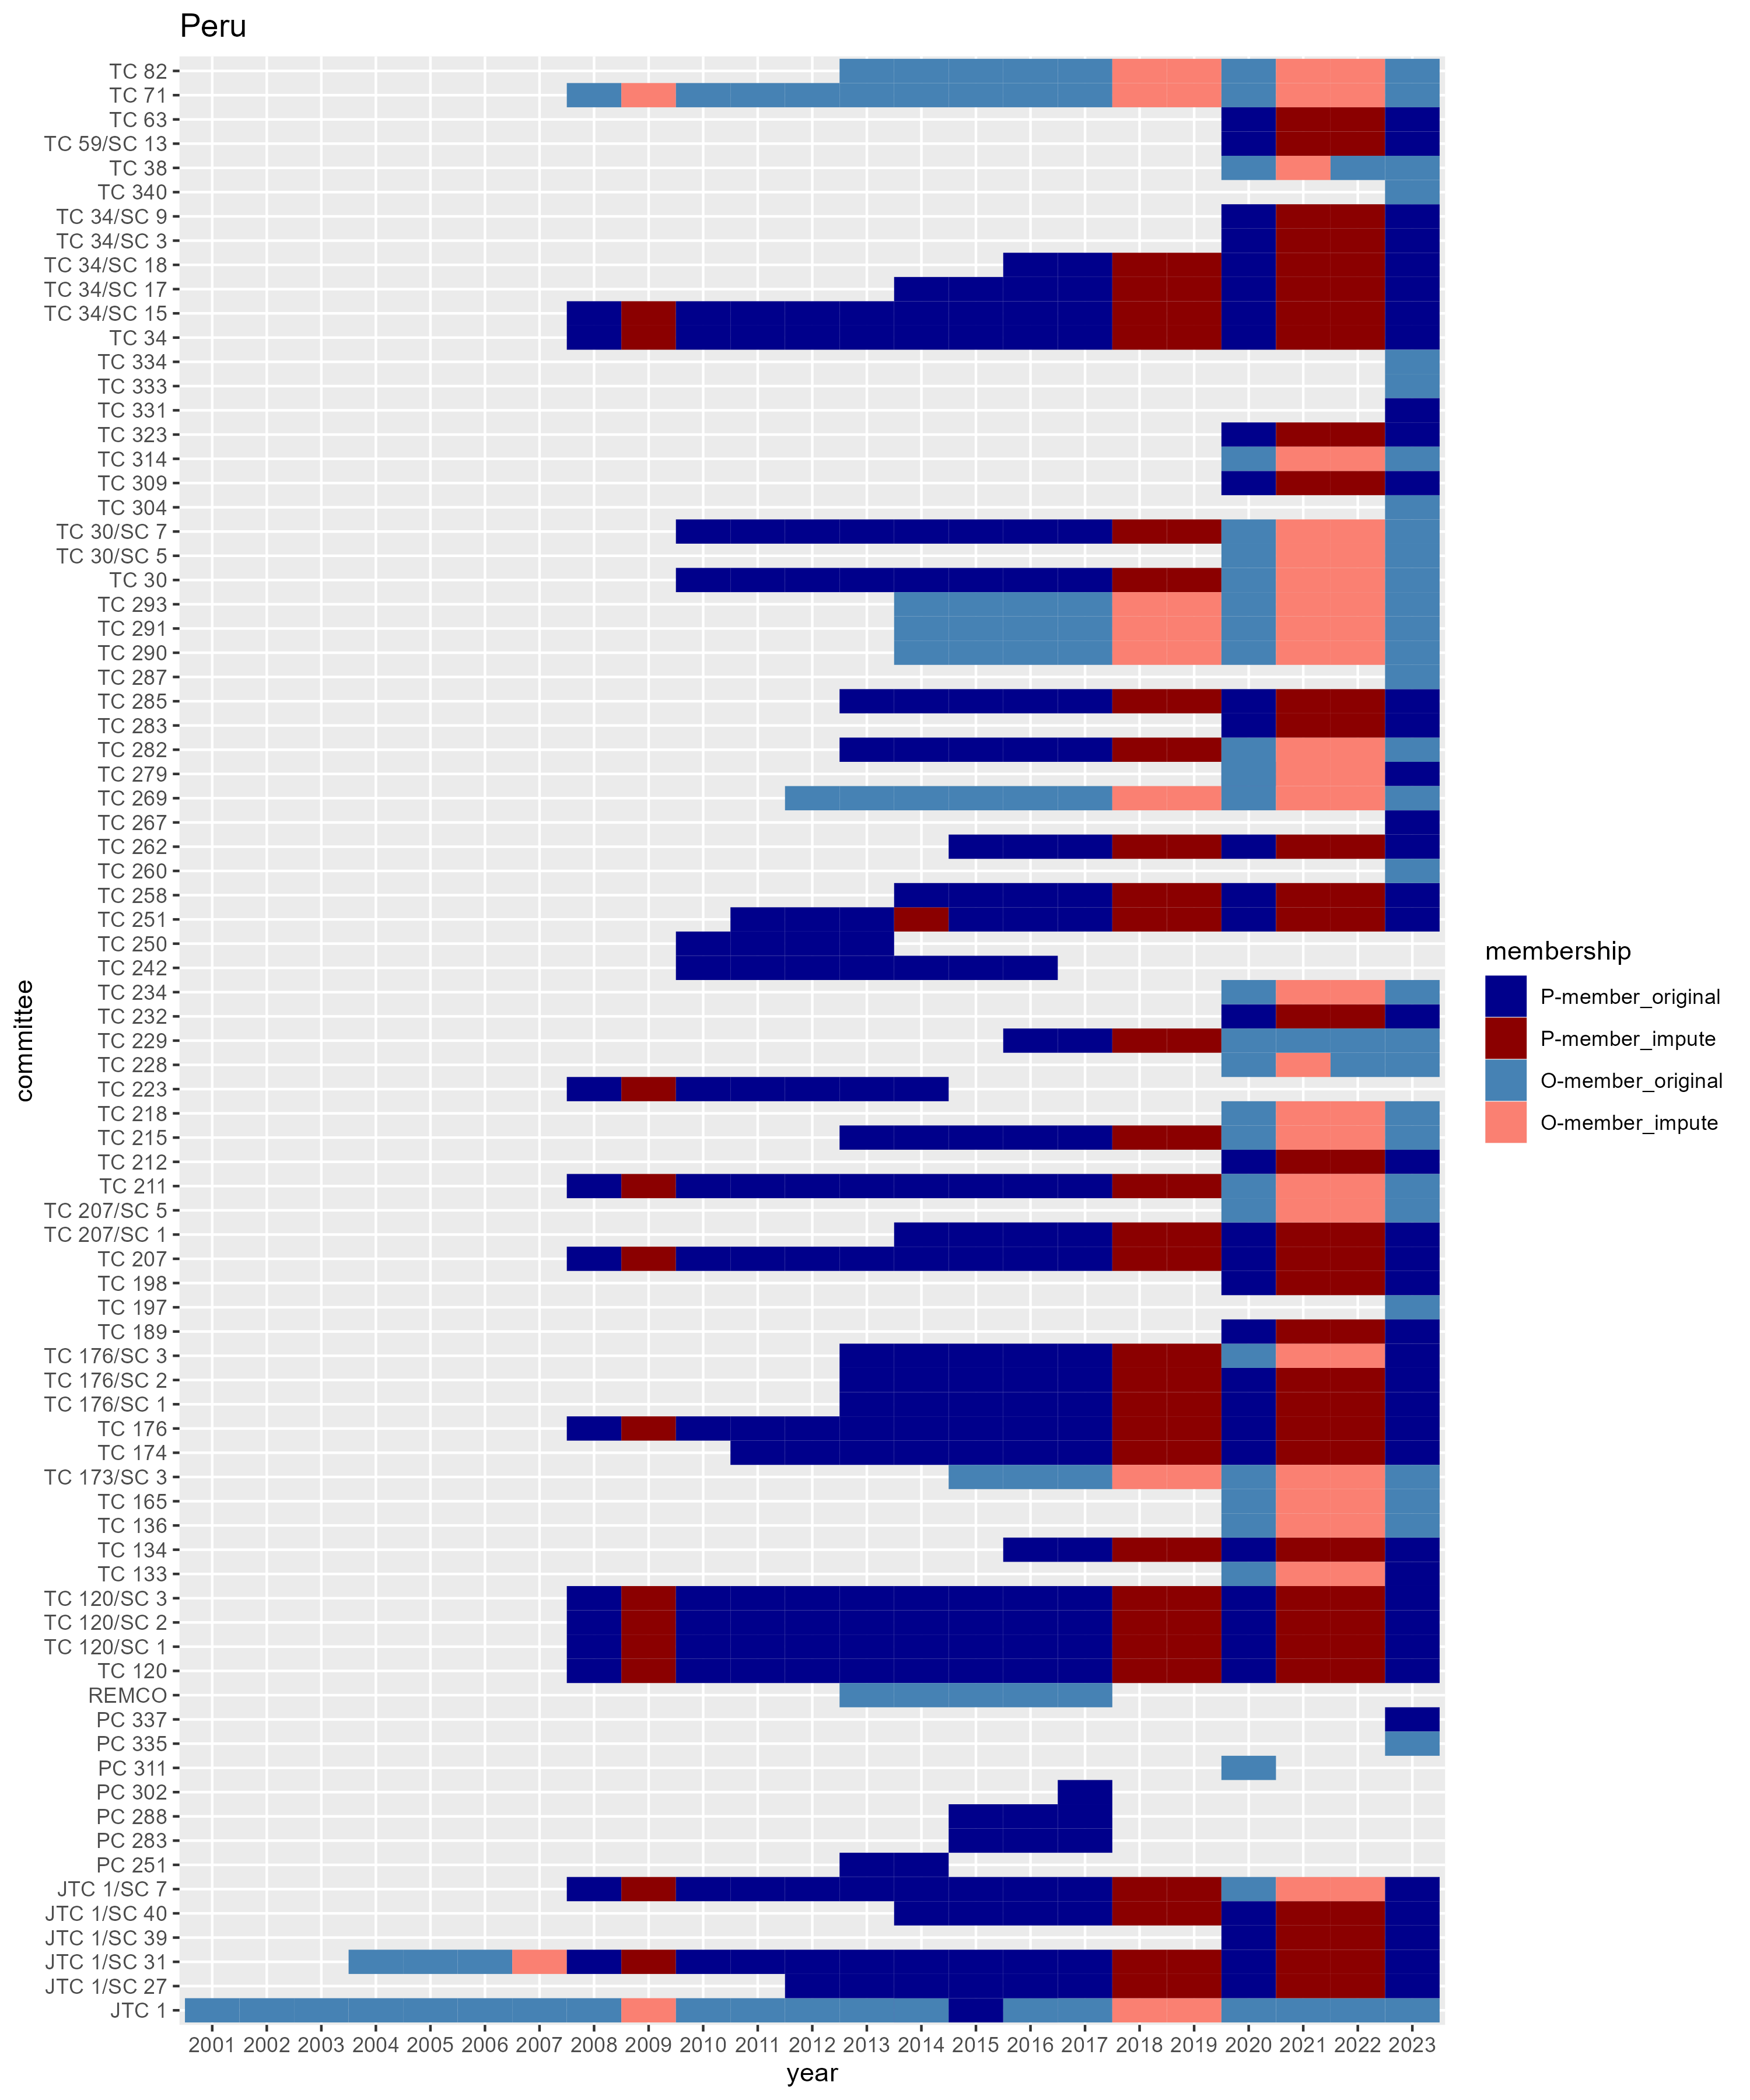 Peru
TC 82
TC 71
TC 63
TC 59/SC 13
TC 38
TC 340
TC 34/SC 9
TC 34/SC 3
TC 34/SC 18
TC 34/SC 17
TC 34/SC 15
TC 34
TC 334
TC 333
TC 331
TC 323
TC 314
TC 309
TC 304
TC 30/SC 7
TC 30/SC 5
TC 30
TC 293
TC 291
TC 290
TC 287
TC 285
TC 283
TC 282
TC 279
TC 269
TC 267
TC 262
TC 260
TC 258
TC 251
TC 250
TC 242
TC 234
TC 232
TC 229
TC 228
TC 223
TC 218
TC 215
TC 212
TC 211
TC 207/SC 5
TC 207/SC 1
TC 207
TC 198
TC 197
TC 189
TC 176/SC 3
TC 176/SC 2
TC 176/SC 1
TC 176
TC 174
TC 173/SC 3
TC 165
TC 136
TC 134
TC 133
TC 120/SC 3
TC 120/SC 2
TC 120/SC 1
TC 120
REMCO
PC 337
PC 335
PC 311
PC 302
PC 288
PC 283
PC 251
JTC 1/SC 7
JTC 1/SC 40
JTC 1/SC 39
JTC 1/SC 31
JTC 1/SC 27
JTC 1
committee
2001 2002 2003 2004 2005 2006 2007 2008 2009 2010 2011 2012 2013 2014 2015 2016 2017 2018 2019 2020 2021 2022 2023
year
membership
P-member_original
P-member_impute
O-member_original
O-member_impute